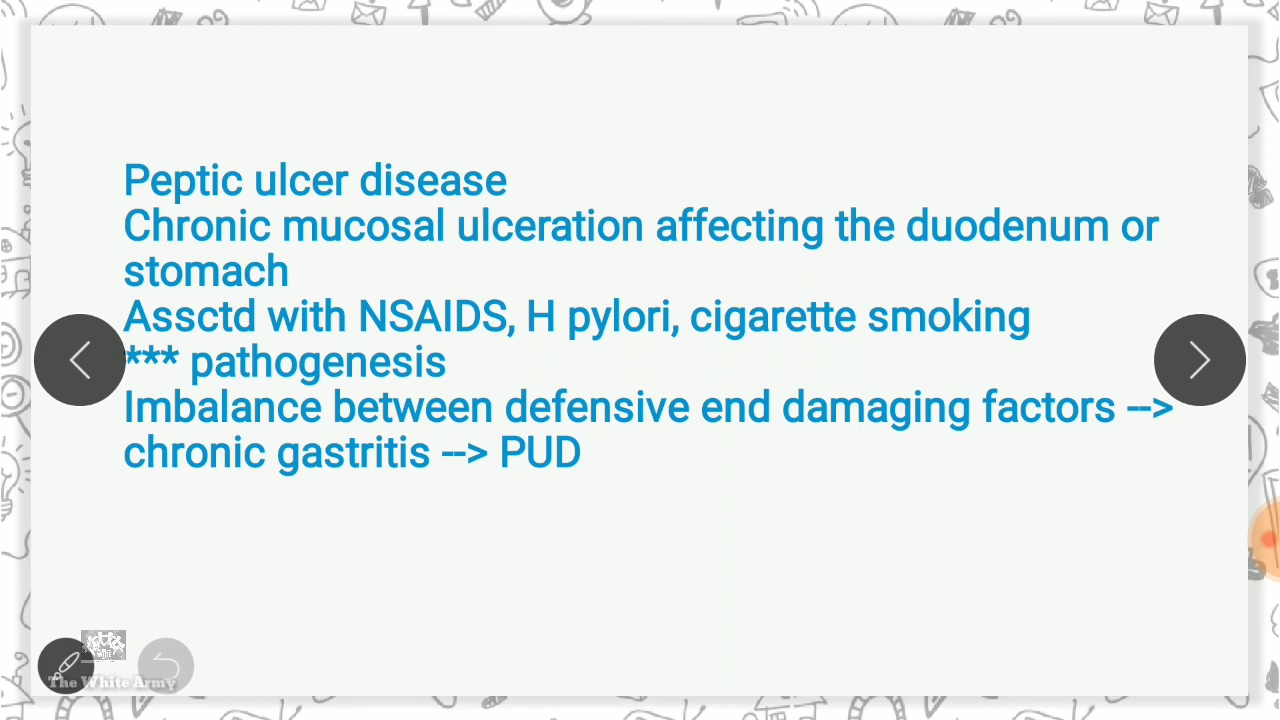 Peptic ulcer disease
Chronic mucosal ulceration affecting the duodenum or
stomach
Assctd with NSAIDS, H pylori, cigarette smoking
*** pathogenesis
Imbalance between defensive end damaging factors -->
chronic gastritis --> PUD
The White Army